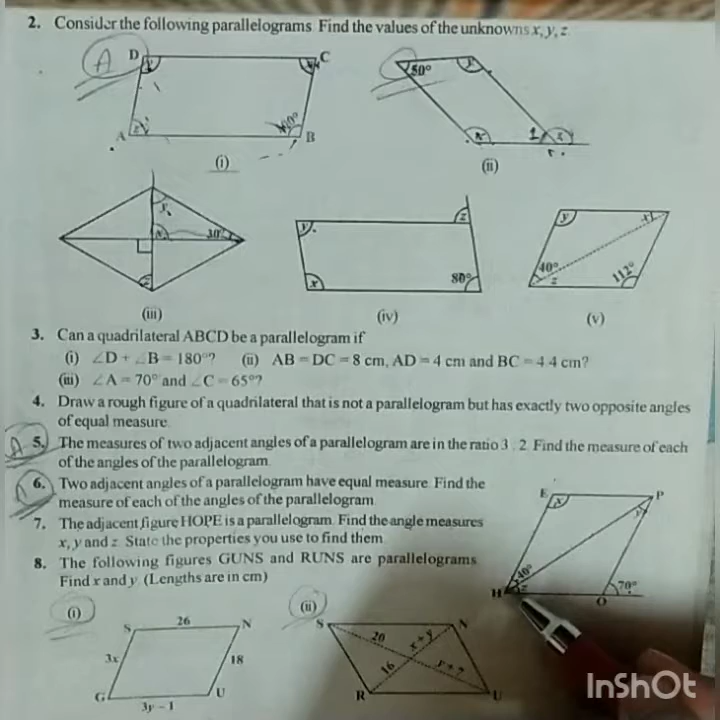 2. Consider the following parallelograms. Find the values of the unknowns x, y, z.
A
D
C
y
A
z
100°
B
(i)
50°
y
x
1
z
(ii)
y
x
30°
z
(iii)
y
z
x
80°
(iv)
y
x
40°
z
112°
(v)
3. Can a quadrilateral ABCD be a parallelogram if
(i) ∠D + ∠B = 180°? (ii) AB = DC = 8 cm, AD = 4 cm and BC = 4.4 cm?
(iii) ∠A = 70° and ∠C = 65°?
4. Draw a rough figure of a quadrilateral that is not a parallelogram but has exactly two opposite angles
of equal measure.
5. The measures of two adjacent angles of a parallelogram are in the ratio 3 : 2. Find the measure of each
of the angles of the parallelogram.
6. Two adjacent angles of a parallelogram have equal measure. Find the
measure of each of the angles of the parallelogram.
7. The adjacent figure HOPE is a parallelogram. Find the angle measures
x, y and z. State the properties you use to find them.
E
P
x
y
40°
z
70°
H
O
8. The following figures GUNS and RUNS are parallelograms.
Find x and y. (Lengths are in cm)
(i)
S
26
N
3x
18
G
3y – 1
U
(ii)
S
N
20
x + y
16
y + 7
R
U
InShOt